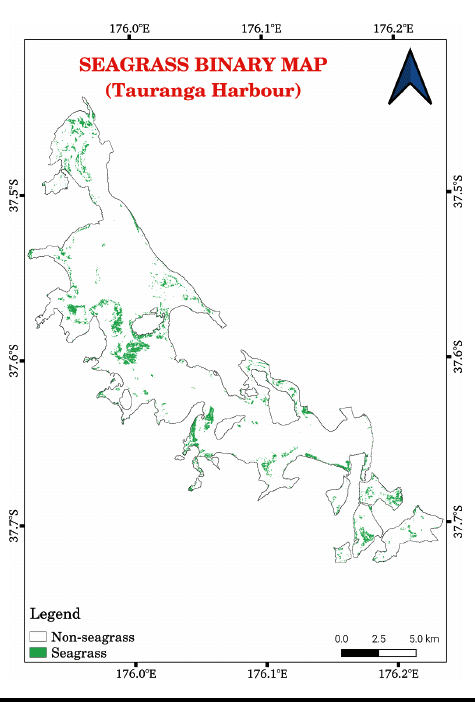 176.0°E 176.1°E 176.2°E
SEAGRASS BINARY MAP
(Tauranga Harbour)
37.5°S 37.5°S
37.6°S 37.6°S
37.7°S 37.7°S
Legend
Non-seagrass
Seagrass
0.0 2.5 5.0 km
176.0°E 176.1°E 176.2°E